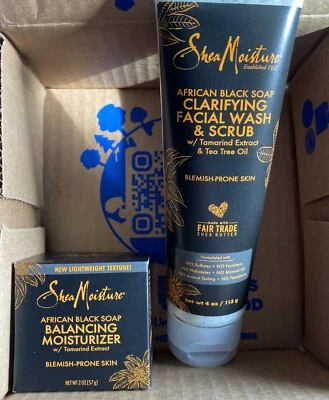 SheaMoisture
Established 1912
AFRICAN BLACK SOAP
CLARIFYING
FACIAL WASH
& SCRUB
w/ Tamarind Extract
& Tea Tree Oil
BLEMISH-PRONE SKIN
made with
FAIR TRADE
SHEA BUTTER
Formulated with
NO Sulfates • NO Parabens
NO Phthalates • NO Mineral Oil
NO Animal Testing • NO Petrolatum
net wt 4 oz / 113 g
NEW LIGHTWEIGHT TEXTURE!
SheaMoisture
AFRICAN BLACK SOAP
BALANCING
MOISTURIZER
w/ Tamarind Extract
BLEMISH-PRONE SKIN
NET WT 2 OZ (57 g)